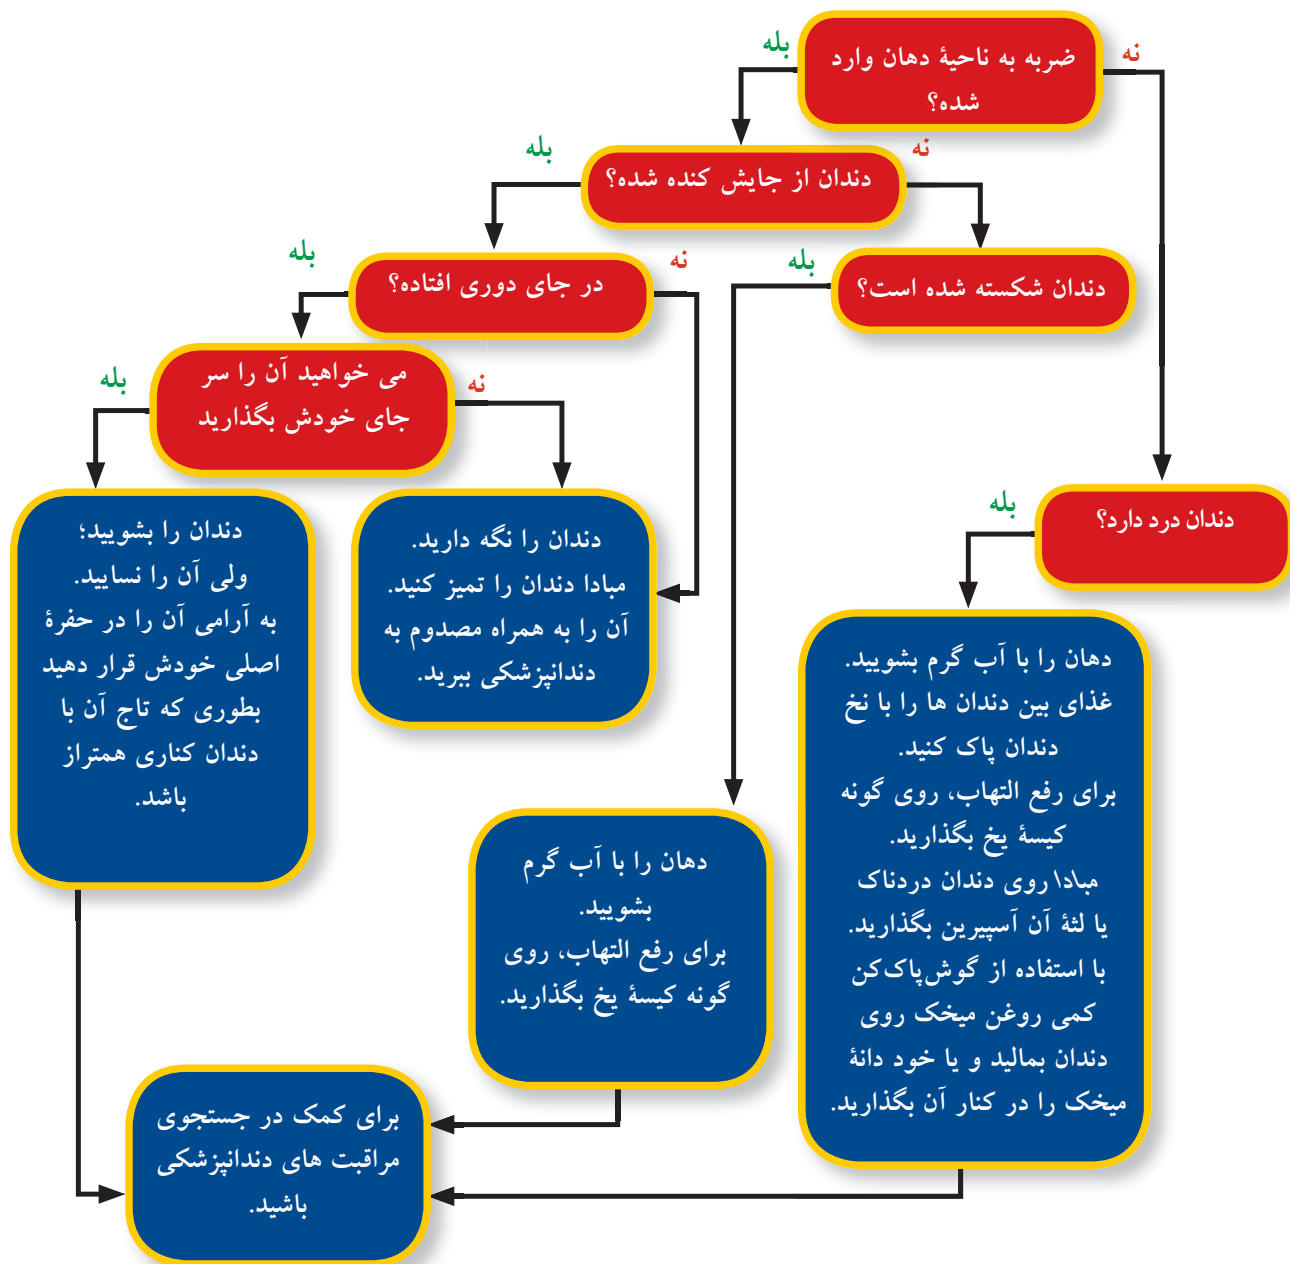 ضربه به ناحیۀ دهان وارد
شده؟
بله
نه
دندان از جایش کنده شده؟
بله
نه
در جای دوری افتاده؟
بله
نه
دندان شکسته شده است؟
بله
می خواهید آن را سر
جای خودش بگذارید
بله
نه
دندان درد دارد؟
بله
دندان را بشویید؛
ولی آن را نسایید.
به آرامی آن را در حفرۀ
اصلی خودش قرار دهید
بطوری که تاج آن با
دندان کناری همتراز
باشد.
دندان را نگه دارید.
مبادا دندان را تمیز کنید.
آن را به همراه مصدوم به
دندانپزشکی ببرید.
دهان را با آب گرم بشویید.
غذای بین دندان ها را با نخ
دندان پاک کنید.
برای رفع التهاب، روی گونه
کیسۀ یخ بگذارید.
مبادا روی دندان دردناک
یا لثۀ آن آسپیرین بگذارید.
با استفاده از گوش‌پاک‌کن
کمی روغن میخک روی
دندان بمالید و یا خود دانۀ
میخک را در کنار آن بگذارید.
دهان را با آب گرم
بشویید.
برای رفع التهاب، روی
گونه کیسۀ یخ بگذارید.
برای کمک در جستجوی
مراقبت های دندانپزشکی
باشید.